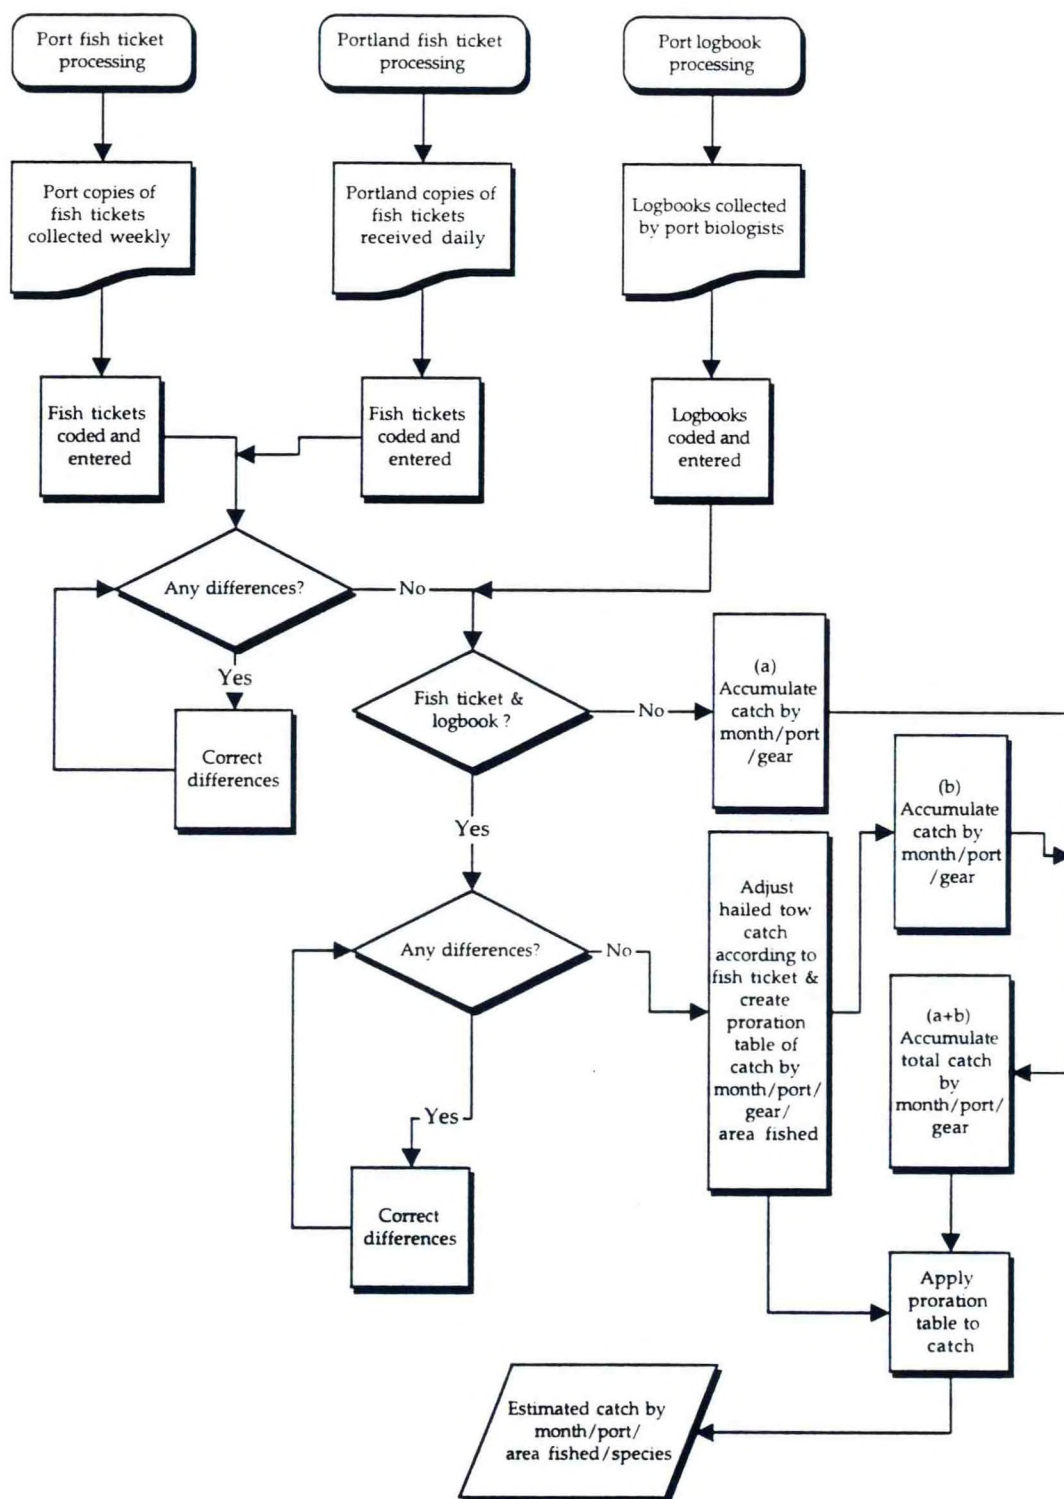 Port fish ticket
processing
Portland fish ticket
processing
Port logbook
processing
Port copies of
fish tickets
collected weekly
Portland copies of
fish tickets
received daily
Logbooks collected
by port biologists
Fish tickets
coded and
entered
Fish tickets
coded and
entered
Logbooks
coded and
entered
Any differences?
No
Yes
Correct
differences
Fish ticket &
logbook ?
No
(a)
Accumulate
catch by
month/port
/gear
(b)
Accumulate
catch by
month/port
/gear
Yes
Any differences?
No
Adjust
hailed tow
catch
according to
fish ticket &
create
proration
table of
catch by
month/port/
gear/
area fished
(a+b)
Accumulate
total catch
by
month/port/
gear
Yes
Correct
differences
Apply
proration
table to
catch
Estimated catch by
month/port/
area fished/species